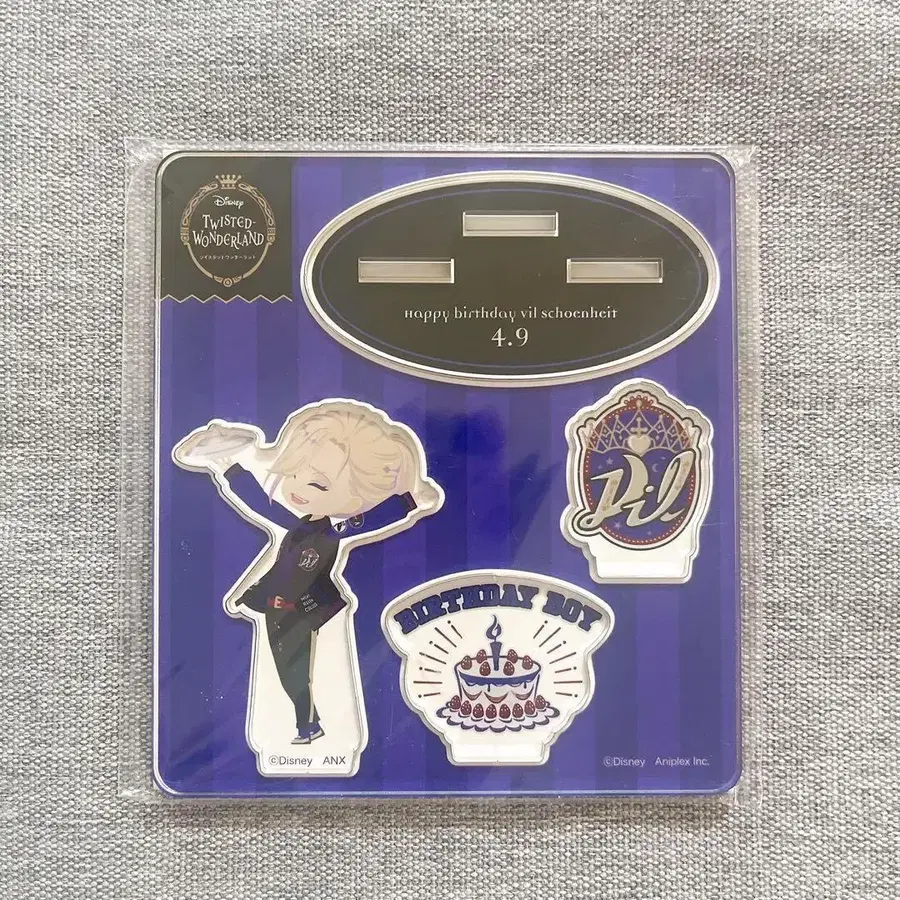 Disney
TWISTED-
WONDERLAND
ツイステッドワンダーランド
Happy birthday vil schoenheit
4.9
Vil
BIRTHDAY BOY
©Disney ANX
©Disney Aniplex Inc.